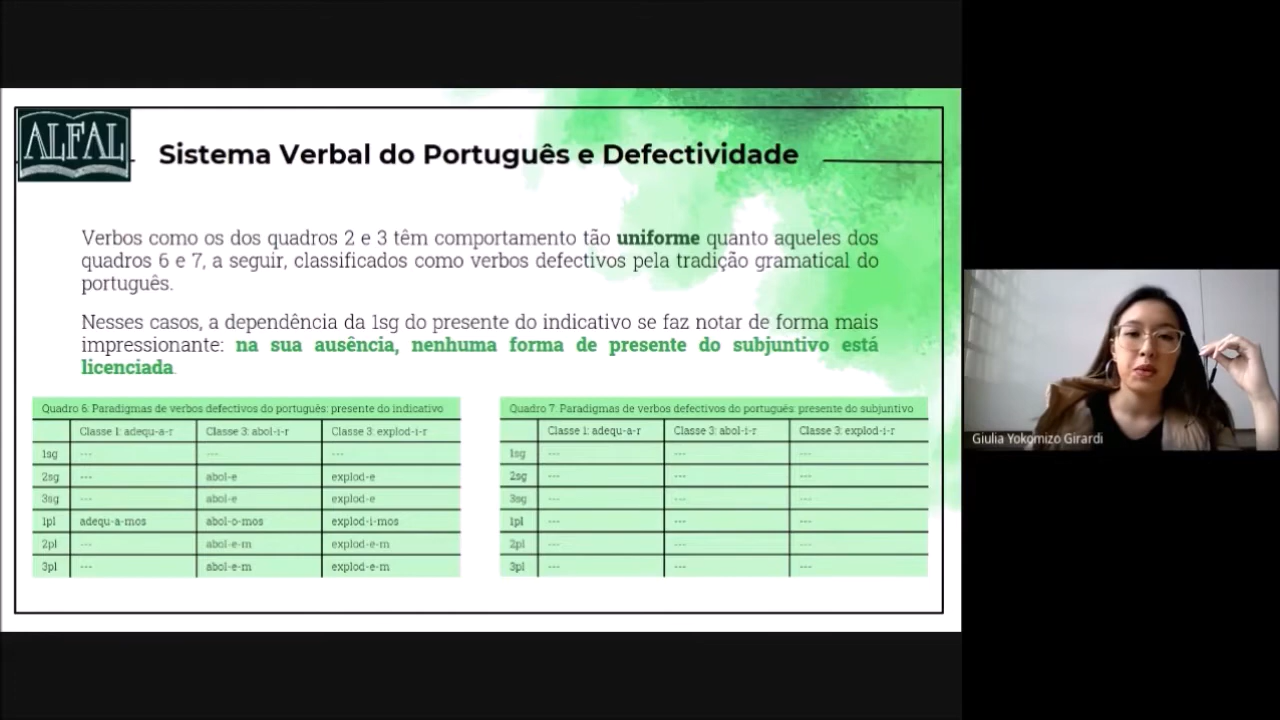 ALFAL
Sistema Verbal do Português e Defectividade
Verbos como os dos quadros 2 e 3 têm comportamento tão uniforme quanto aqueles dos
quadros 6 e 7, a seguir, classificados como verbos defectivos pela tradição gramatical do
português.
Nesses casos, a dependência da 1sg do presente do indicativo se faz notar de forma mais
impressionante: na sua ausência, nenhuma forma de presente do subjuntivo está
licenciada.
Quadro 6: Paradigmas de verbos defectivos do português: presente do indicativo
Classe 1: adequ-a-r Classe 3: abol-i-r Classe 3: explod-i-r
1sg --- --- ---
2sg --- abol-e explod-e
3sg --- abol-e explod-e
1pl adequ-a-mos abol-o-mos explod-i-mos
2pl --- abol-e-m explod-e-m
3pl --- abol-e-m explod-e-m
Quadro 7: Paradigmas de verbos defectivos do português: presente do subjuntivo
Classe 1: adequ-a-r Classe 3: abol-i-r Classe 3: explod-i-r
1sg --- --- ---
2sg --- --- ---
3sg --- --- ---
1pl --- --- ---
2pl --- --- ---
3pl --- --- ---
Giulia Yokomizo Girardi